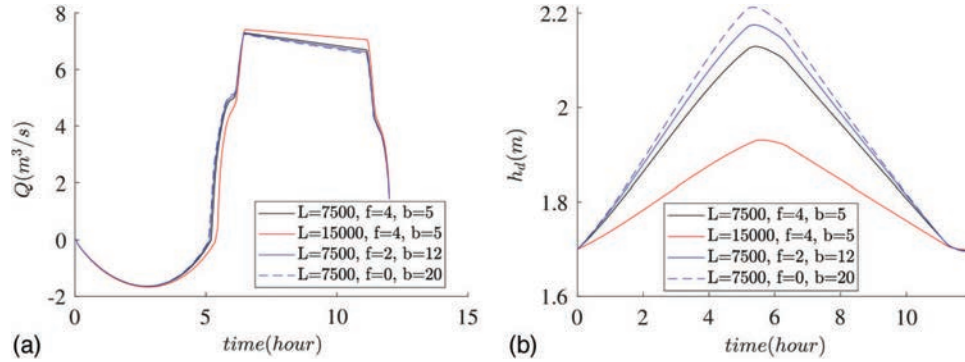 8
6
4
2
0
-2
Q(m³/s)
0
5
10
15
time(hour)
L=7500, f=4, b=5
L=15000, f=4, b=5
L=7500, f=2, b=12
L=7500, f=0, b=20
(a)
2.2
2
1.8
1.6
h_d(m)
0
2
4
6
8
10
time(hour)
L=7500, f=4, b=5
L=15000, f=4, b=5
L=7500, f=2, b=12
L=7500, f=0, b=20
(b)